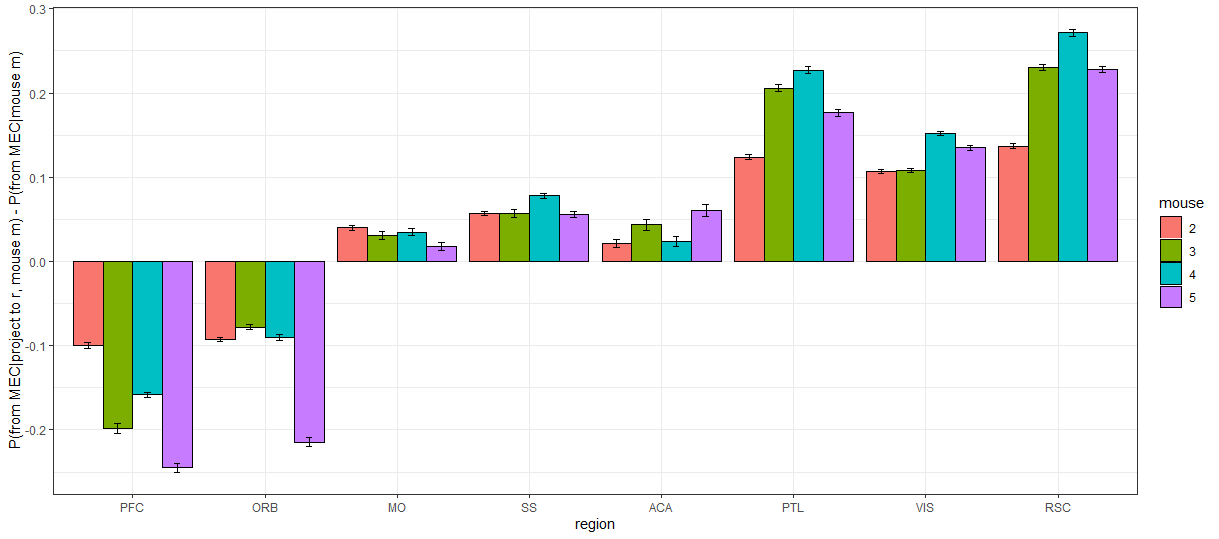 P(from MEC|project to r, mouse m) - P(from MEC|mouse m)
0.3
0.2
0.1
0.0
-0.1
-0.2
PFC ORB MO SS ACA PTL VIS RSC
region
mouse
2
3
4
5